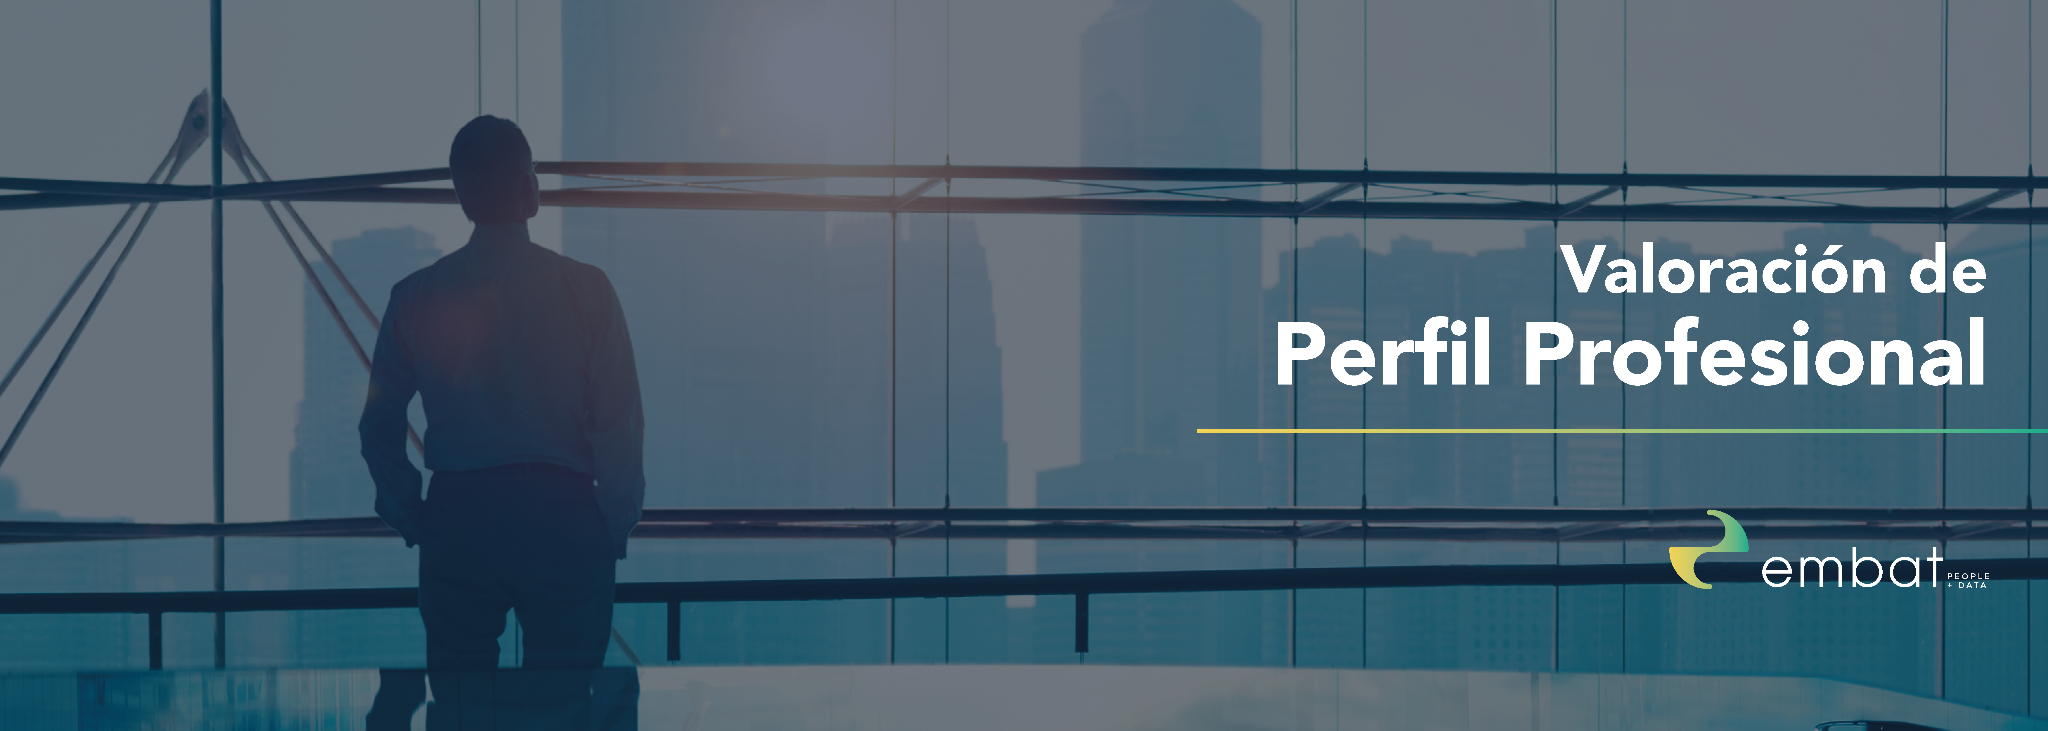 Valoración de
Perfil Profesional
embat
PEOPLE
+ DATA